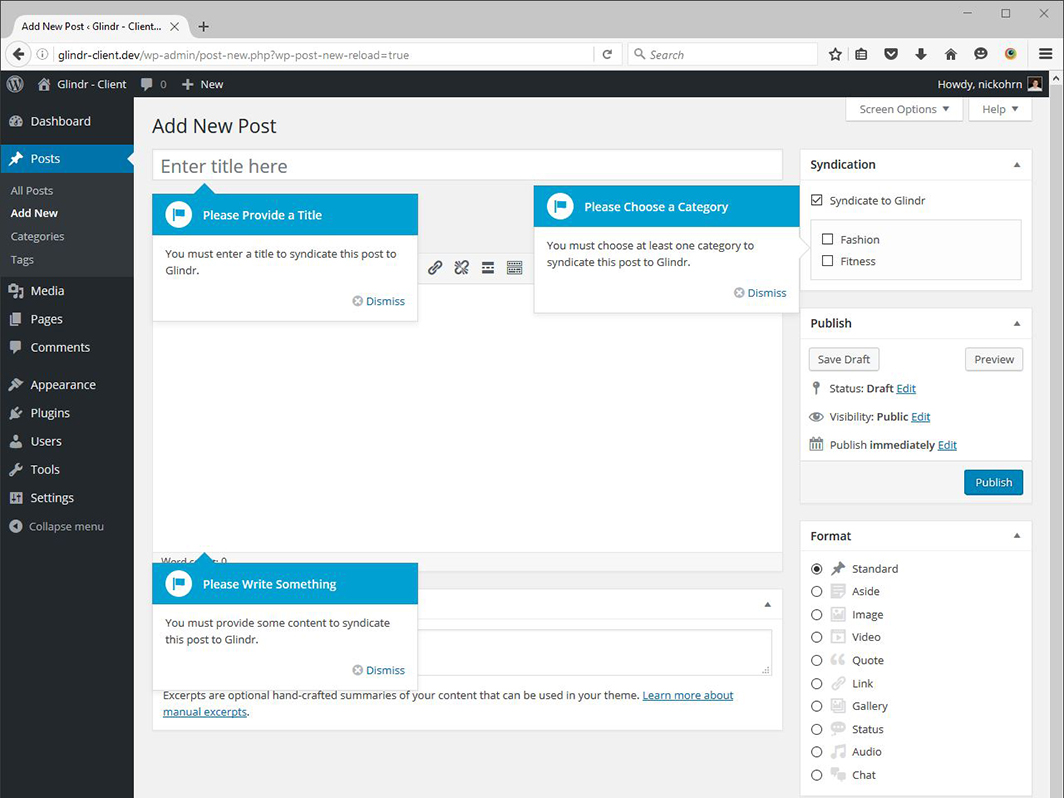 Add New Post ‹ Glindr - Client...
glindr-client.dev/wp-admin/post-new.php?wp-post-new-reload=true
Search
Glindr - Client
0
New
Howdy, nickohrn
Dashboard
Posts
All Posts
Add New
Categories
Tags
Media
Pages
Comments
Appearance
Plugins
Users
Tools
Settings
Collapse menu
Screen Options
Help
Add New Post
Enter title here
Please Provide a Title
You must enter a title to syndicate this post to
Glindr.
Dismiss
Please Choose a Category
You must choose at least one category to
syndicate this post to Glindr.
Dismiss
Please Write Something
You must provide some content to syndicate
this post to Glindr.
Dismiss
Excerpts are optional hand-crafted summaries of your content that can be used in your theme. Learn more about
manual excerpts.
Syndication
Syndicate to Glindr
Fashion
Fitness
Publish
Save Draft
Preview
Status: Draft Edit
Visibility: Public Edit
Publish immediately Edit
Publish
Format
Standard
Aside
Image
Video
Quote
Link
Gallery
Status
Audio
Chat